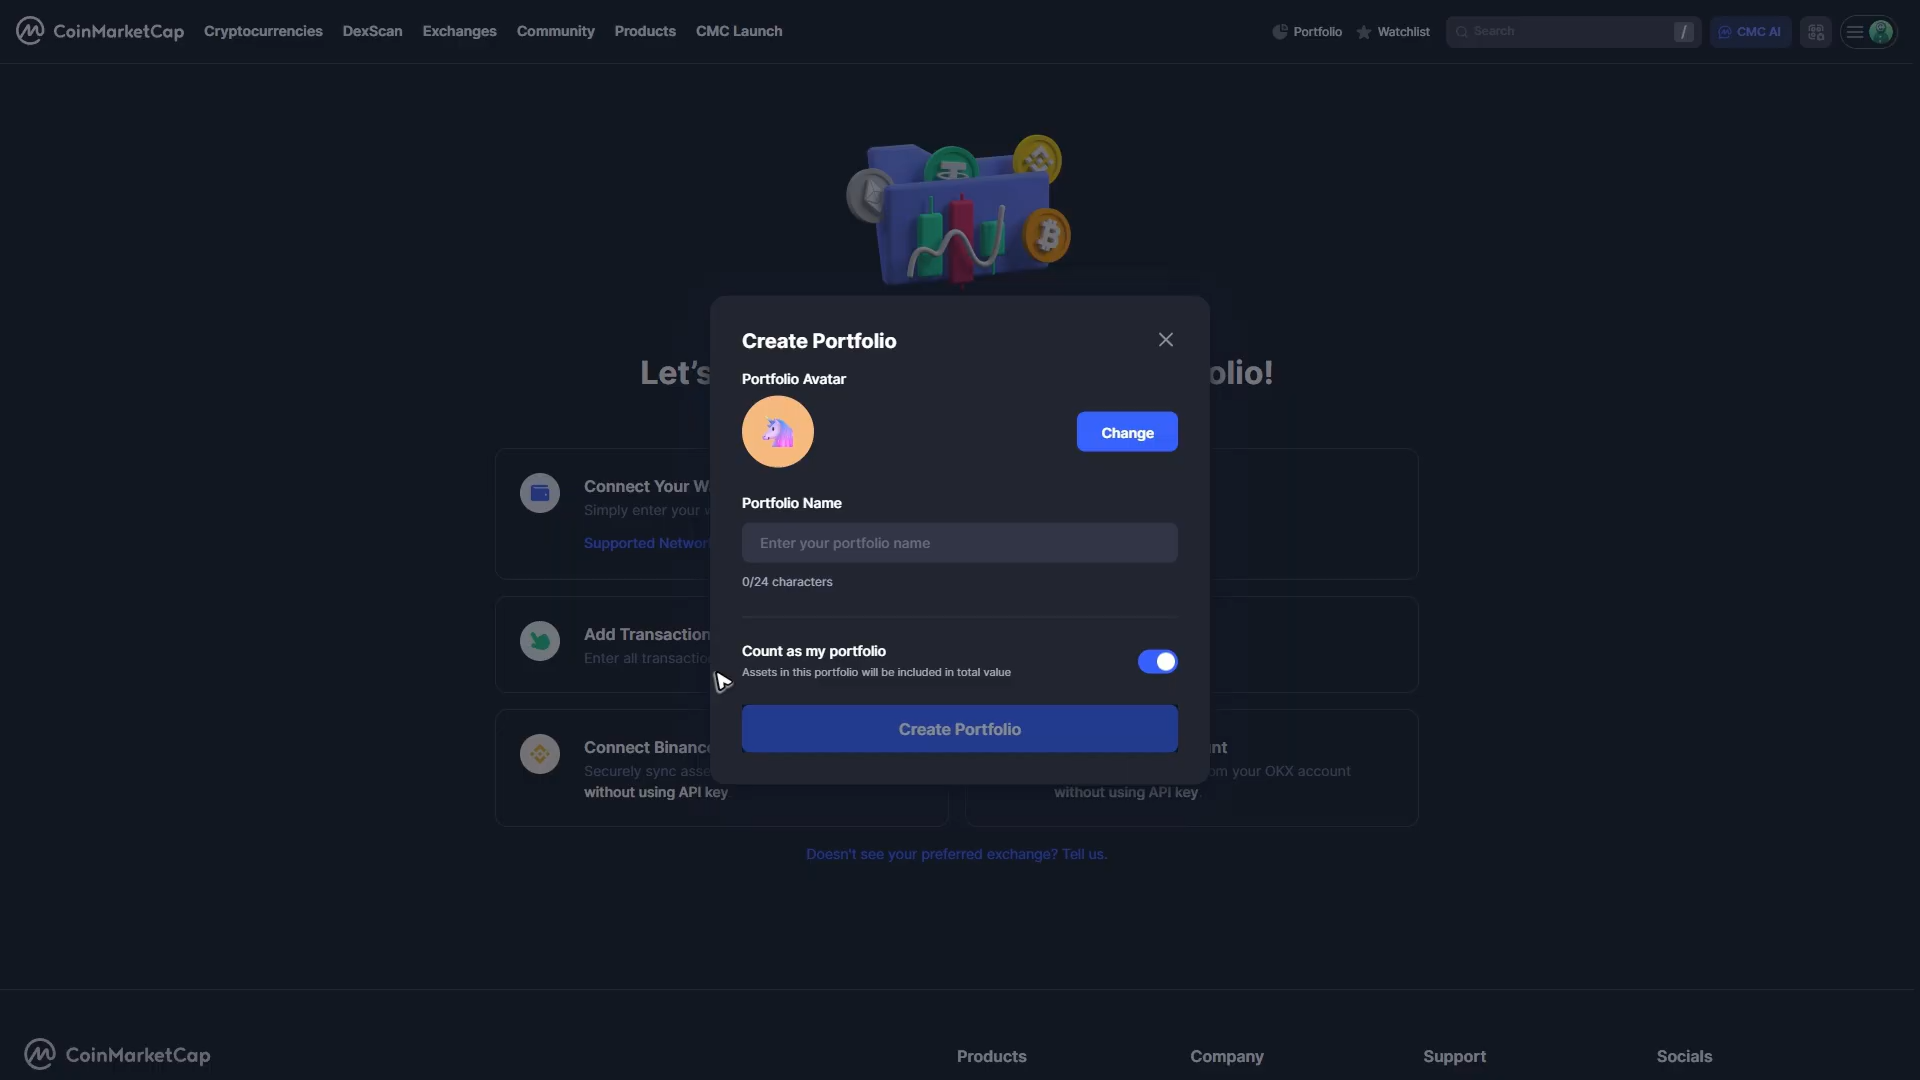 CoinMarketCap Cryptocurrencies DexScan Exchanges Community Products CMC Launch Portfolio Watchlist Search / CMC AI
Let's
olio!
Create Portfolio
Portfolio Avatar
Change
Portfolio Name
Enter your portfolio name
0/24 characters
Count as my portfolio
Assets in this portfolio will be included in total value
Create Portfolio
Connect Your W
Simply enter your
Supported Networ
Add Transaction
Enter all transactio
Connect Binance
Securely sync asse
without using API key
nt
om your OKX account
without using API key.
Doesn't see your preferred exchange? Tell us.
CoinMarketCap
Products
Company
Support
Socials